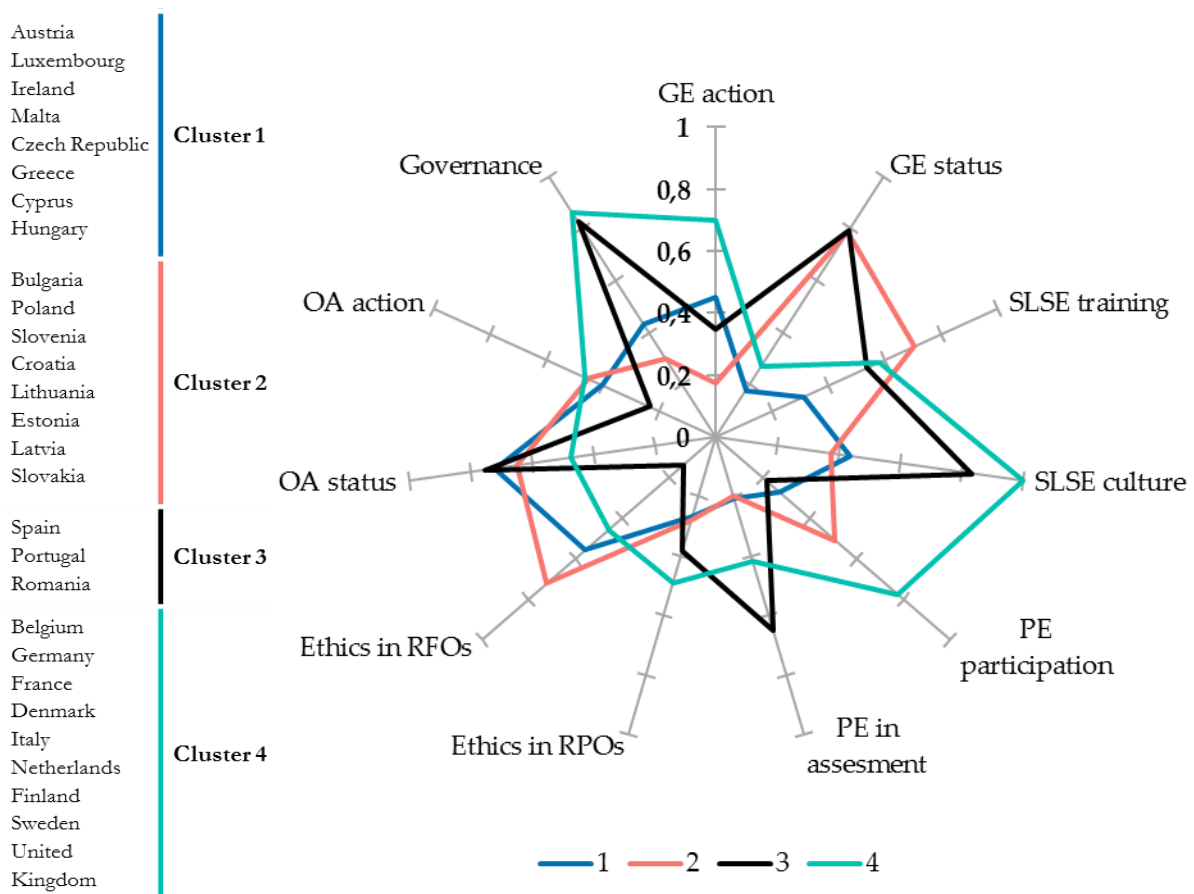 Austria
Luxembourg
Ireland
Malta
Czech Republic
Greece
Cyprus
Hungary
Cluster 1
Bulgaria
Poland
Slovenia
Croatia
Lithuania
Estonia
Latvia
Slovakia
Cluster 2
Spain
Portugal
Romania
Cluster 3
Belgium
Germany
France
Denmark
Italy
Netherlands
Finland
Sweden
United
Kingdom
Cluster 4
GE action
GE status
SLSE training
SLSE culture
PE
participation
PE in
assesment
Ethics in RPOs
Ethics in RFOs
OA status
OA action
Governance
1
0,8
0,6
0,4
0,2
0
1
2
3
4